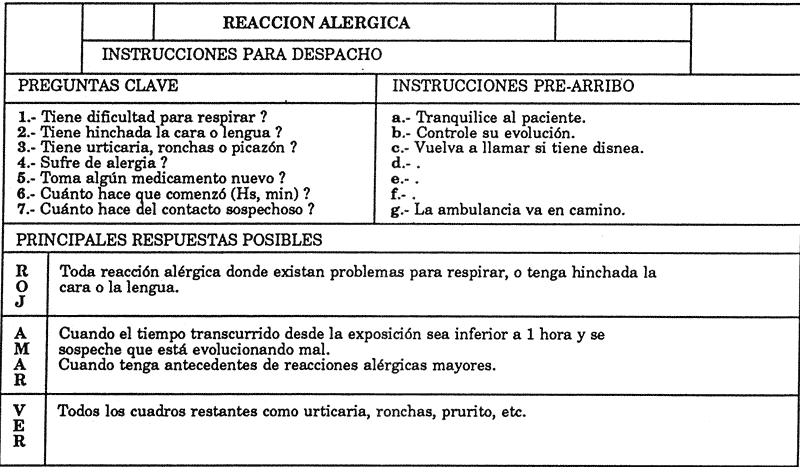 REACCION ALERGICA
INSTRUCCIONES PARA DESPACHO
PREGUNTAS CLAVE
1.- Tiene dificultad para respirar ?
2.- Tiene hinchada la cara o lengua ?
3.- Tiene urticaria, ronchas o picazón ?
4.- Sufre de alergia ?
5.- Toma algún medicamento nuevo ?
6.- Cuánto hace que comenzó (Hs, min) ?
7.- Cuánto hace del contacto sospechoso ?
INSTRUCCIONES PRE-ARRIBO
a.- Tranquilice al paciente.
b.- Controle su evolución.
c.- Vuelva a llamar si tiene disnea.
d.- .
e.- .
f.- .
g.- La ambulancia va en camino.
PRINCIPALES RESPUESTAS POSIBLES
R
O
J
Toda reacción alérgica donde existan problemas para respirar, o tenga hinchada la
cara o la lengua.
A
M
A
R
Cuando el tiempo transcurrido desde la exposición sea inferior a 1 hora y se
sospeche que está evolucionando mal.
Cuando tenga antecedentes de reacciones alérgicas mayores.
V
E
R
Todos los cuadros restantes como urticaria, ronchas, prurito, etc.